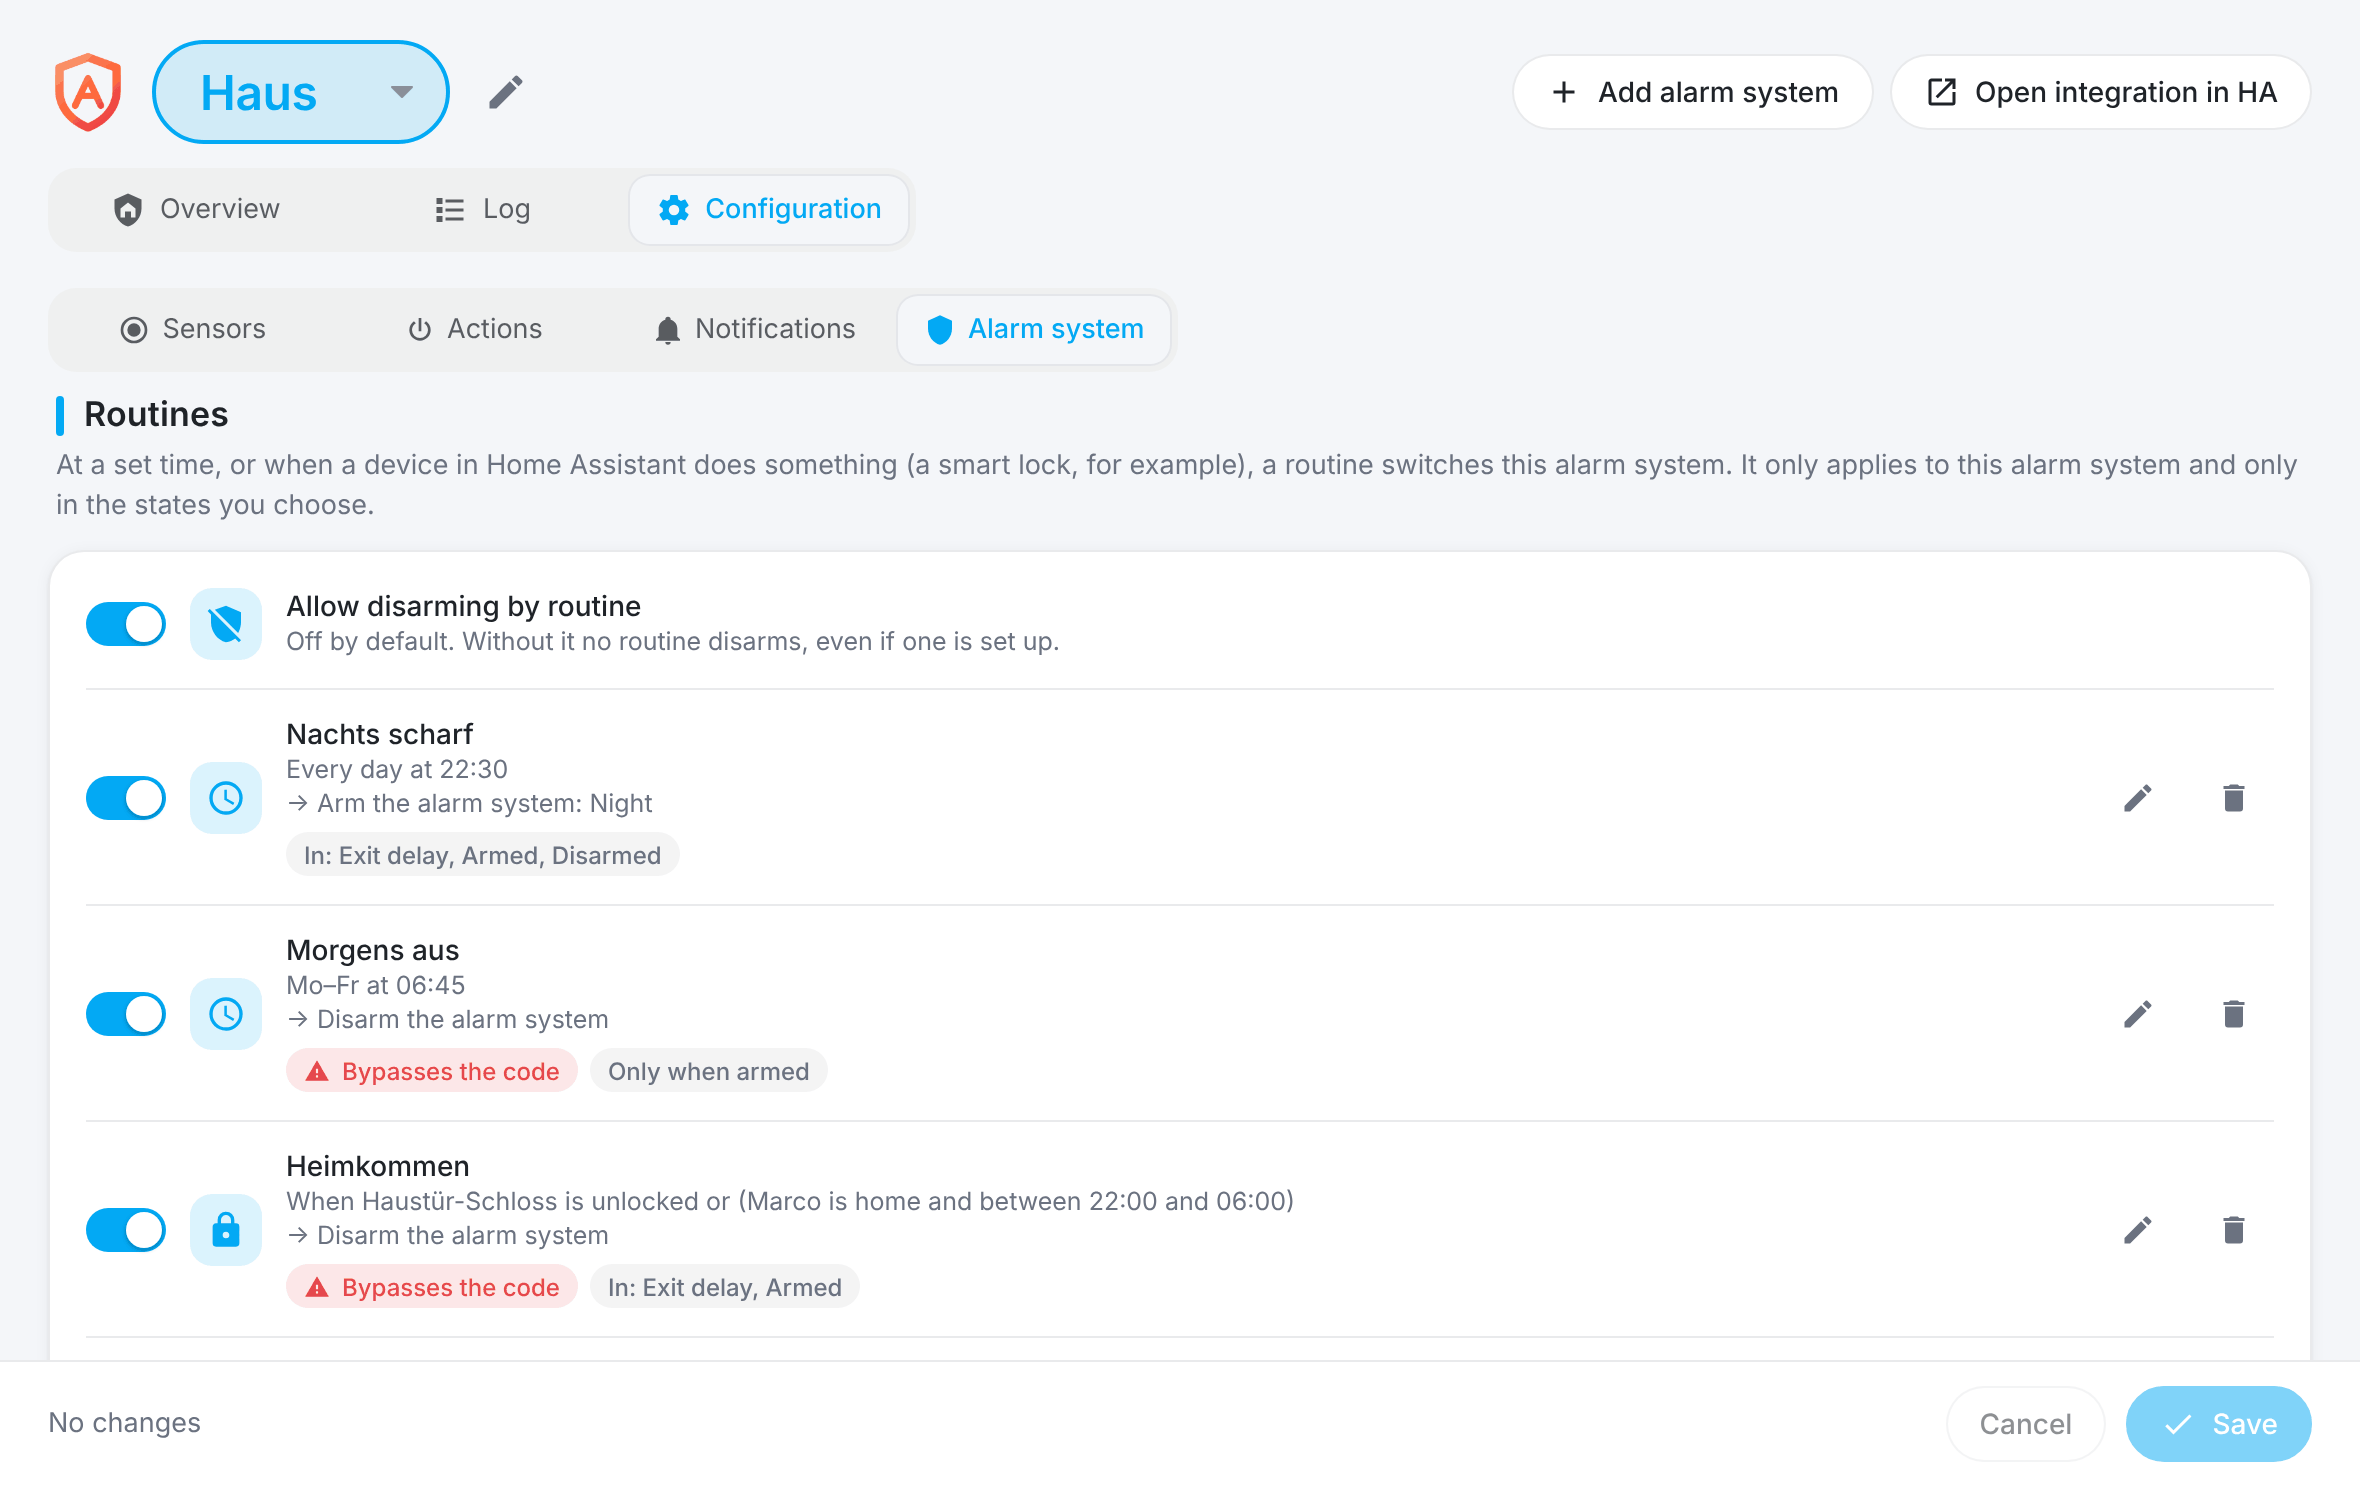 Haus
Add alarm system
Open integration in HA
Overview
Log
Configuration
Sensors
Actions
Notifications
Alarm system
Routines
At a set time, or when a device in Home Assistant does something (a smart lock, for example), a routine switches this alarm system. It only applies to this alarm system and only
in the states you choose.
Allow disarming by routine
Off by default. Without it no routine disarms, even if one is set up.
Nachts scharf
Every day at 22:30
→ Arm the alarm system: Night
In: Exit delay, Armed, Disarmed
Morgens aus
Mo–Fr at 06:45
→ Disarm the alarm system
Bypasses the code
Only when armed
Heimkommen
When Haustür-Schloss is unlocked or (Marco is home and between 22:00 and 06:00)
→ Disarm the alarm system
Bypasses the code
In: Exit delay, Armed
No changes
Cancel
Save